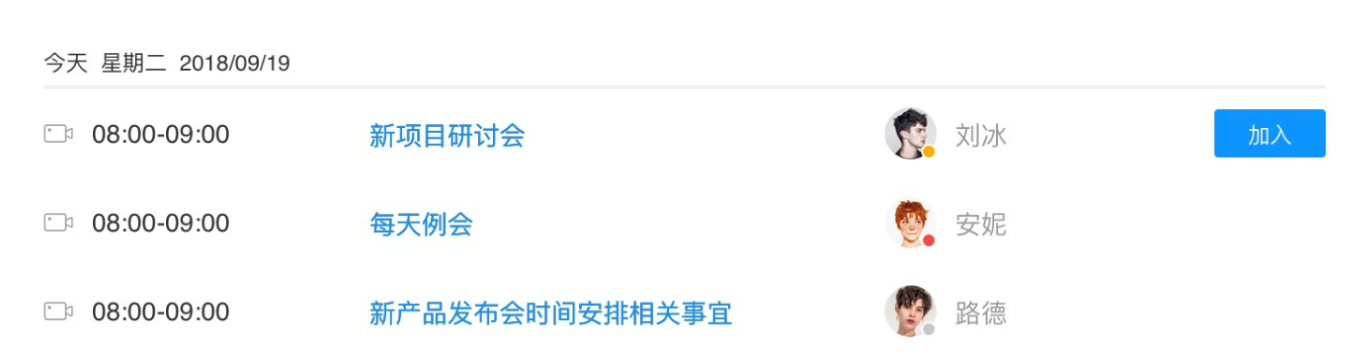 今天 星期二 2018/09/19
08:00-09:00 新项目研讨会 刘冰 加入
08:00-09:00 每天例会 安妮
08:00-09:00 新产品发布会时间安排相关事宜 路德